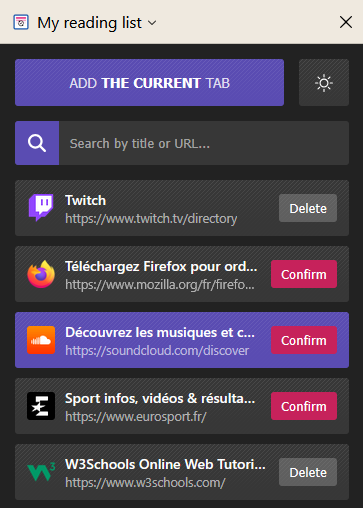 My reading list
ADD THE CURRENT TAB
Search by title or URL...
Twitch
https://www.twitch.tv/directory
Delete
Téléchargez Firefox pour ord...
https://www.mozilla.org/fr/firefo...
Confirm
Découvrez les musiques et c...
https://soundcloud.com/discover
Confirm
Sport infos, vidéos & résulta...
https://www.eurosport.fr/
Confirm
W3Schools Online Web Tutori...
https://www.w3schools.com/
Delete